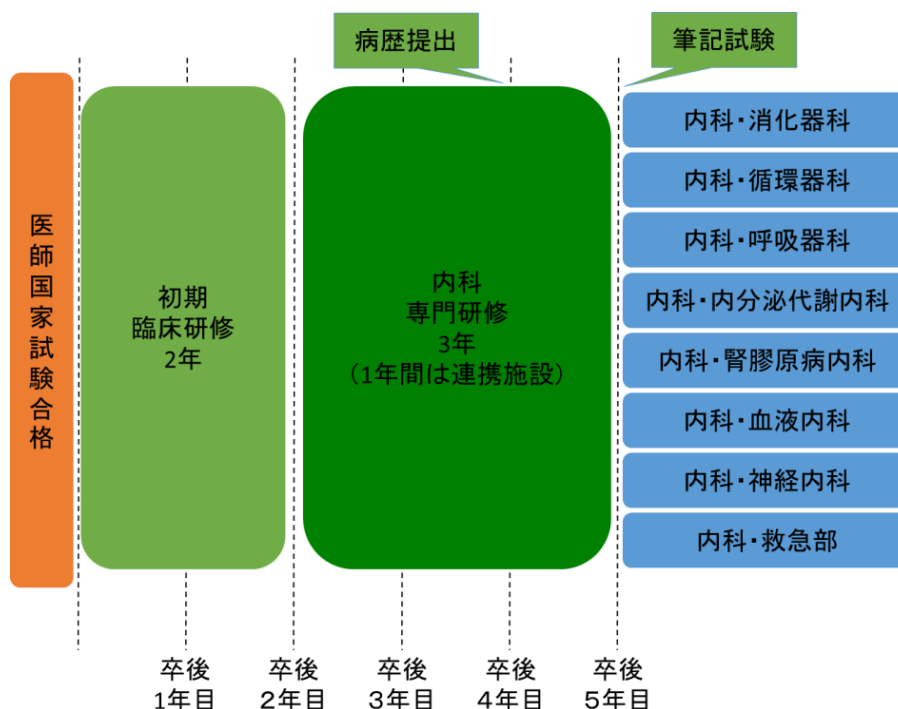 病歴提出
筆記試験
医師国家試験合格
初期
臨床研修
2年
内科
専門研修
3年
（1年間は連携施設）
内科・消化器科
内科・循環器科
内科・呼吸器科
内科・内分泌代謝内科
内科・腎膠原病内科
内科・血液内科
内科・神経内科
内科・救急部
卒後
1年目
卒後
２年目
卒後
３年目
卒後
４年目
卒後
５年目